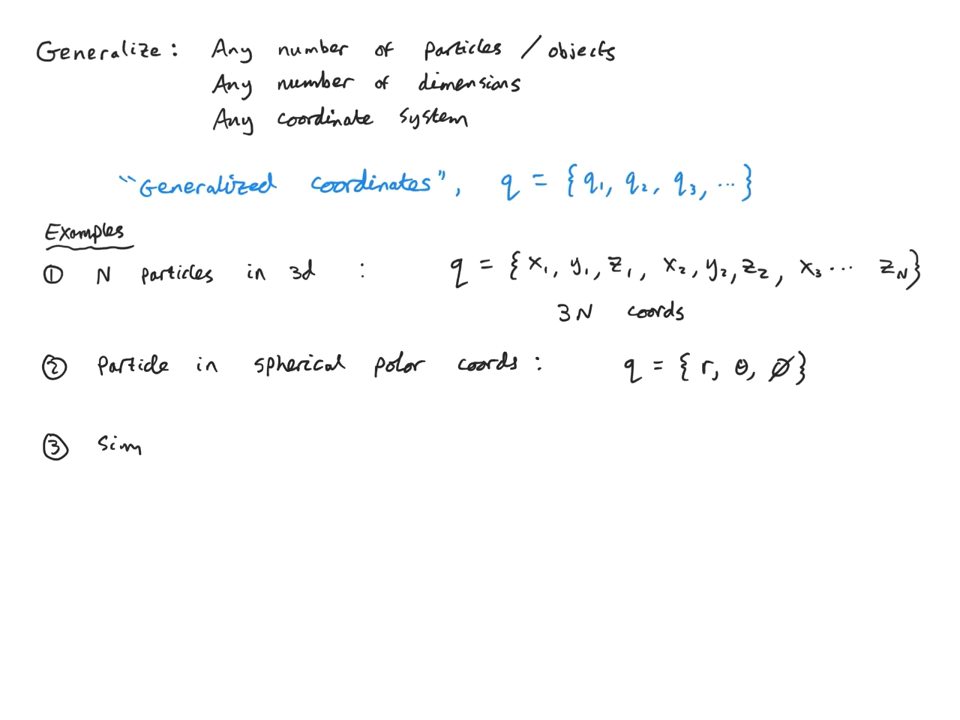 Generalize: Any number of particles / objects
Any number of dimensions
Any coordinate system
"Generalized coordinates", q = {q₁, q₂, q₃, ...}
Examples
① N particles in 3d : q = {x₁, y₁, z₁, x₂, y₂, z₂, x₃ ... z_N}
3N coords
② Particle in spherical polar coords: q = {r, θ, ϕ}
③ Sim